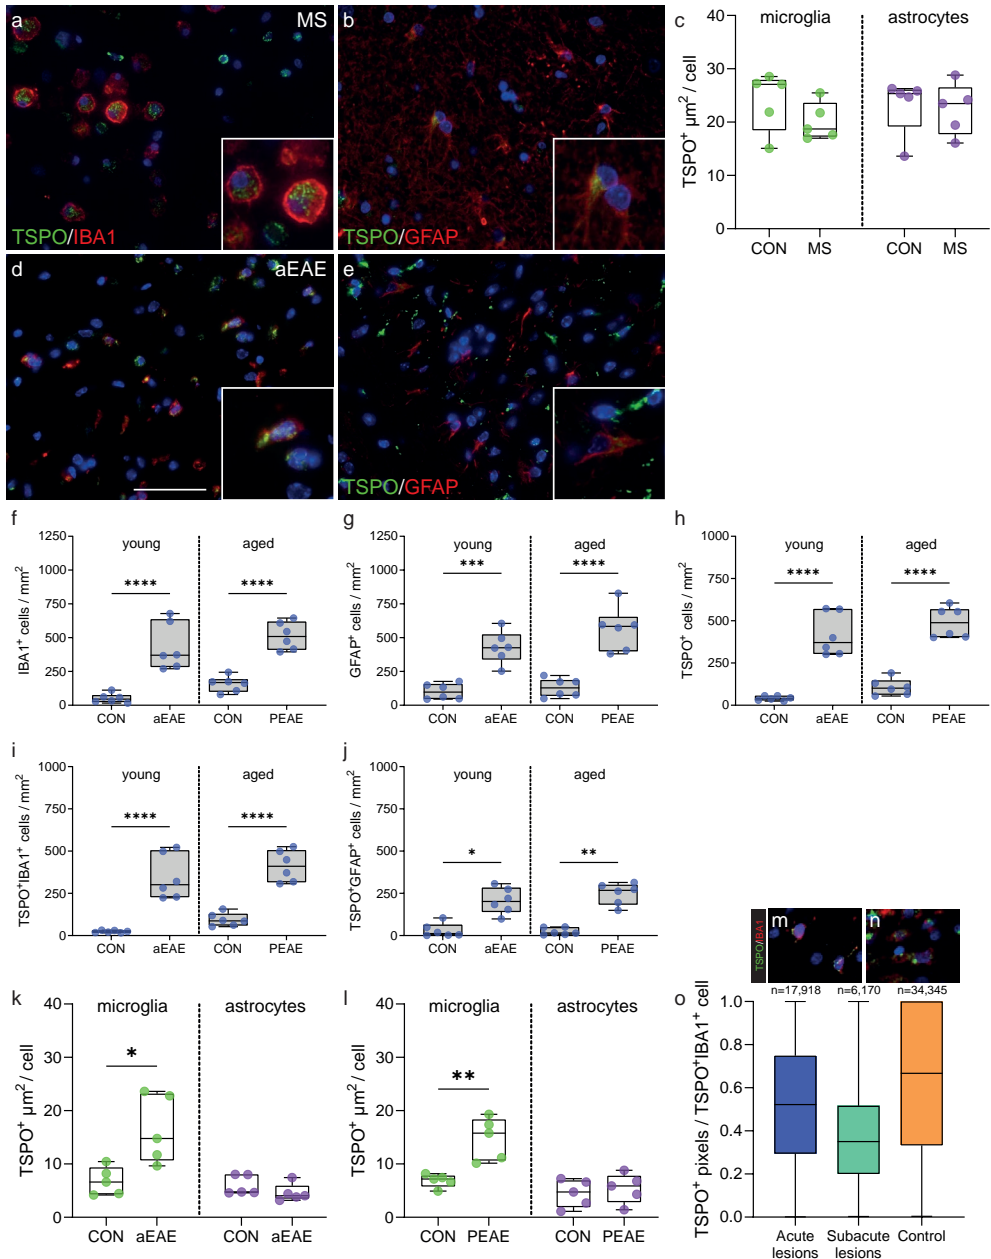 a
MS
TSPO/IBA1
b
TSPO/GFAP
c
microglia
astrocytes
TSPO⁺ µm² / cell
40
30
20
10
0
CON
MS
CON
MS
d
aEAE
e
TSPO/GFAP
f
IBA1⁺ cells / mm²
1250
1000
750
500
250
0
young
aged
****
****
CON
aEAE
CON
PEAE
g
GFAP⁺ cells / mm²
1250
1000
750
500
250
0
young
aged
***
****
CON
aEAE
CON
PEAE
h
TSPO⁺ cells / mm²
1000
750
500
250
0
young
aged
****
****
CON
aEAE
CON
PEAE
i
TSPO⁺IBA1⁺ cells / mm²
1000
750
500
250
0
young
aged
****
****
CON
aEAE
CON
PEAE
j
TSPO⁺GFAP⁺ cells / mm²
1000
750
500
250
0
young
aged
*
**
CON
aEAE
CON
PEAE
k
TSPO⁺ µm² / cell
40
30
20
10
0
microglia
astrocytes
*
CON
aEAE
CON
aEAE
l
TSPO⁺ µm² / cell
40
30
20
10
0
microglia
astrocytes
**
CON
PEAE
CON
PEAE
TSPO/IBA1
m
n
o
n=17,918
n=6,170
n=34,345
TSPO⁺ pixels / TSPO⁺IBA1⁺ cell
1.0
0.8
0.6
0.4
0.2
0.0
Acute
lesions
Subacute
lesions
Control